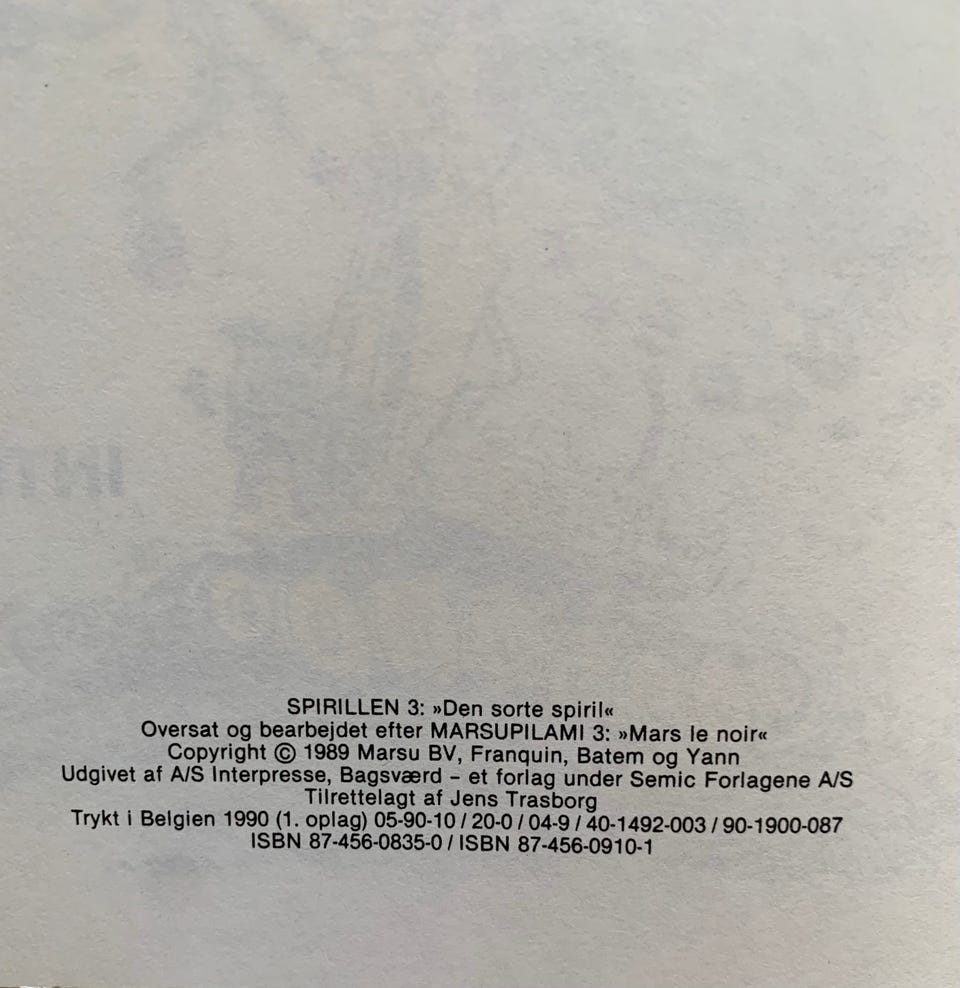 SPIRILLEN 3: »Den sorte spiril«
Oversat og bearbejdet efter MARSUPILAMI 3: »Mars le noir«
Copyright © 1989 Marsu BV, Franquin, Batem og Yann
Udgivet af A/S Interpresse, Bagsværd – et forlag under Semic Forlagene A/S
Tilrettelagt af Jens Trasborg
Trykt i Belgien 1990 (1. oplag) 05-90-10 / 20-0 / 04-9 / 40-1492-003 / 90-1900-087
ISBN 87-456-0835-0 / ISBN 87-456-0910-1